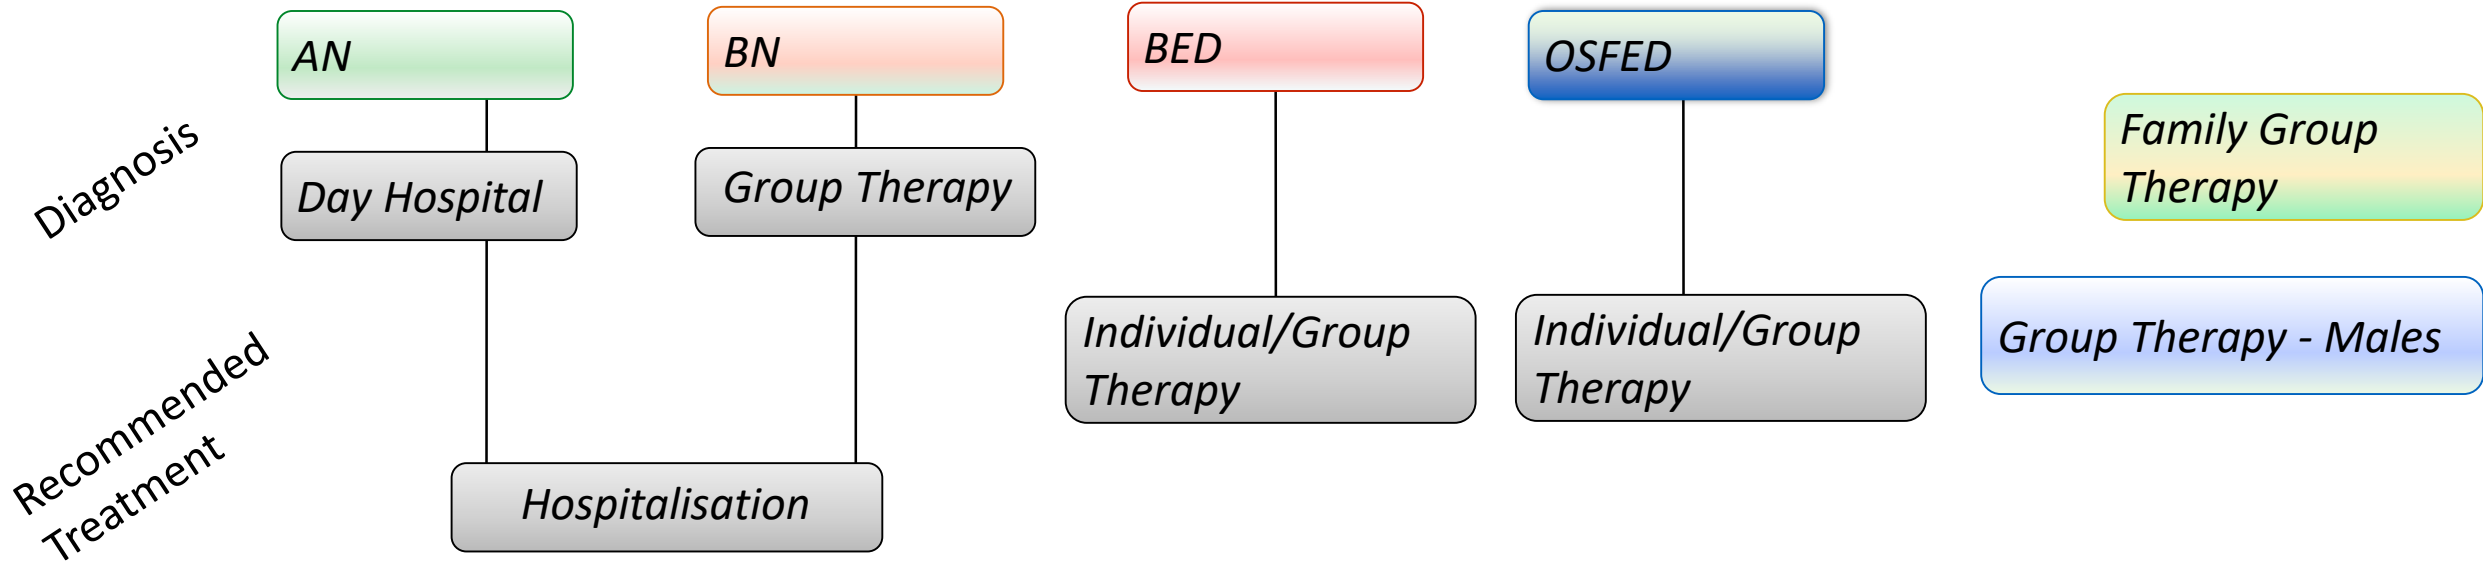 AN
BN
BED
OSFED
Diagnosis
Day Hospital
Group Therapy
Family Group
Therapy
Recommended
Treatment
Individual/Group
Therapy
Individual/Group
Therapy
Group Therapy - Males
Hospitalisation